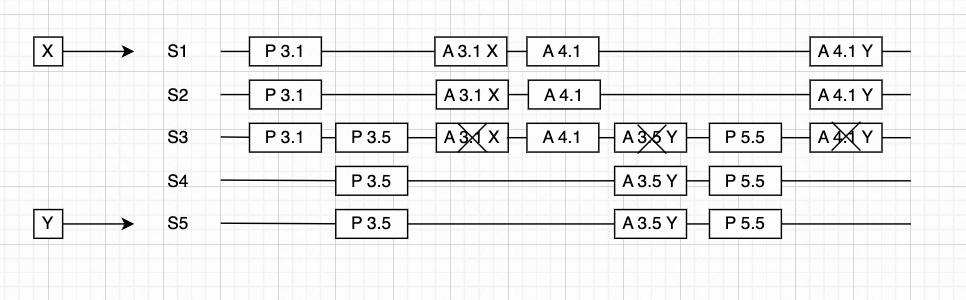 X S1 P 3.1 A 3.1 X A 4.1 A 4.1 Y
S2 P 3.1 A 3.1 X A 4.1 A 4.1 Y
S3 P 3.1 P 3.5 A 3.1 X A 4.1 A 3.5 Y P 5.5 A 4.1 Y
S4 P 3.5 A 3.5 Y P 5.5
Y S5 P 3.5 A 3.5 Y P 5.5